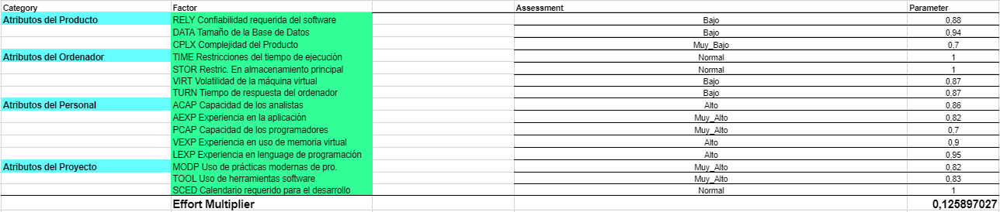 Category Factor Assessment Parameter
Atributos del Producto RELY Confiabilidad requerida del software Bajo 0,88
DATA Tamaño de la Base de Datos Bajo 0,94
CPLX Complejidad del Producto Muy_Bajo 0,7
Atributos del Ordenador TIME Restricciones del tiempo de ejecución Normal 1
STOR Restric. En almacenamiento principal Normal 1
VIRT Volatilidad de la máquina virtual Bajo 0,87
TURN Tiempo de respuesta del ordenador Bajo 0,87
Atributos del Personal ACAP Capacidad de los analistas Alto 0,86
AEXP Experiencia en la aplicación Muy_Alto 0,82
PCAP Capacidad de los programadores Muy_Alto 0,7
VEXP Experiencia en uso de memoria virtual Alto 0,9
LEXP Experiencia en lenguage de programación Alto 0,95
Atributos del Proyecto MODP Uso de prácticas modernas de pro. Muy_Alto 0,82
TOOL Uso de herramientas software Muy_Alto 0,83
SCED Calendario requerido para el desarrollo Normal 1
Effort Multiplier 0,125897027